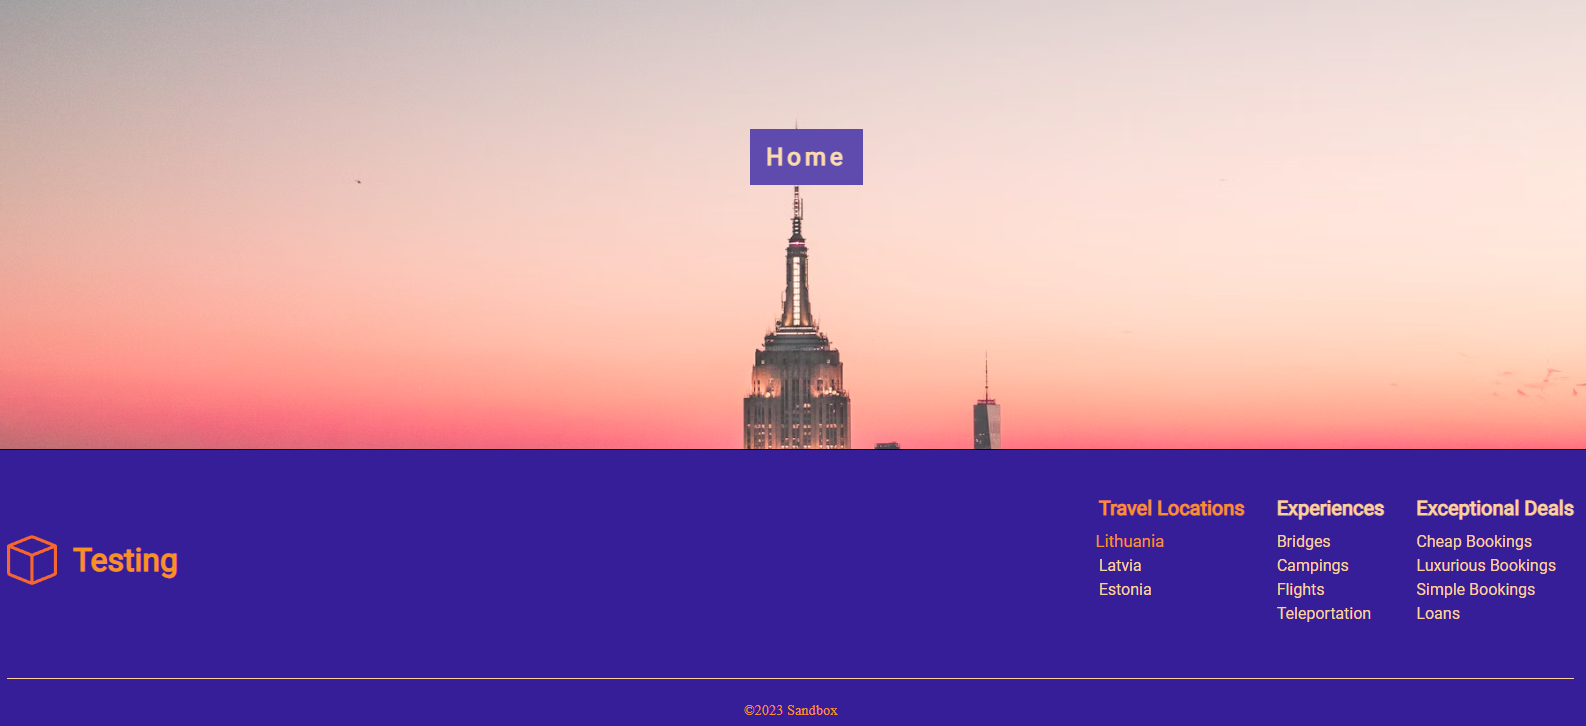 Home
Testing
Travel Locations
Lithuania
Latvia
Estonia
Experiences
Bridges
Campings
Flights
Teleportation
Exceptional Deals
Cheap Bookings
Luxurious Bookings
Simple Bookings
Loans
©2023 Sandbox